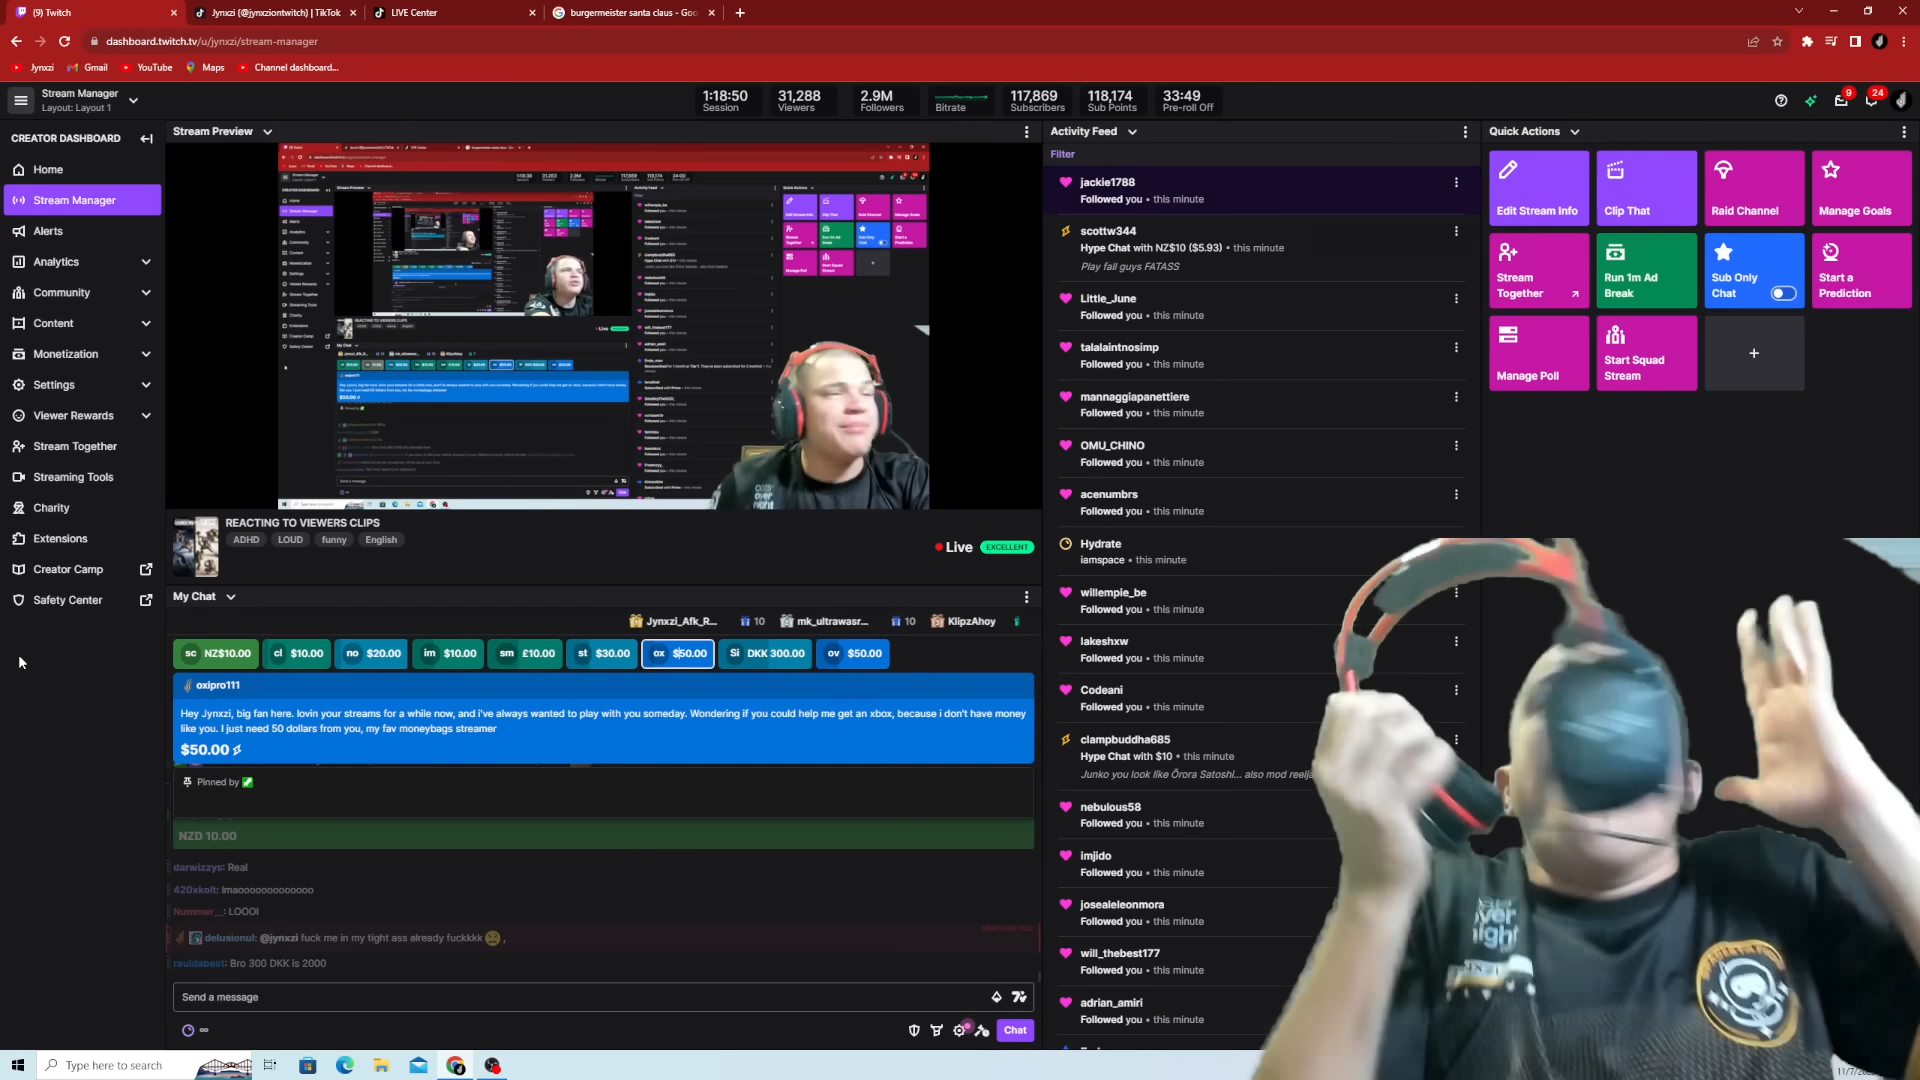 (9) Twitch
Jynxzi (@jynxziontwitch) | TikTok
LIVE Center
burgermeister santa claus - Goo
dashboard.twitch.tv/u/jynxzi/stream-manager
Jynxzi
Gmail
YouTube
Maps
Channel dashboard...
Stream Manager
Layout: Layout 1
1:18:50
Session
31,288
Viewers
2.9M
Followers
Bitrate
117,869
Subscribers
118,174
Sub Points
33:49
Pre-roll Off
9
24
CREATOR DASHBOARD
Home
Stream Manager
Alerts
Analytics
Community
Content
Monetization
Settings
Viewer Rewards
Stream Together
Streaming Tools
Charity
Extensions
Creator Camp
Safety Center
Stream Preview
REACTING TO VIEWERS CLIPS
ADHD LOUD funny English
Live EXCELLENT
My Chat
Jynxzi_Afk_R... 10 mk_ultrawasr... 10 KlipzAhoy
sc NZ$10.00 cl $10.00 no $20.00 im $10.00 sm £10.00 st $30.00 ox $50.00 Si DKK 300.00 ov $50.00
oxipro111
Hey Jynxzi, big fan here. lovin your streams for a while now, and i've always wanted to play with you someday. Wondering if you could help me get an xbox, because i don't have money
like you. I just need 50 dollars from you, my fav moneybags streamer
$50.00
Pinned by
NZD 10.00
darwizzys: Real
420xkolt: lmaooooooooooooo
Nummer__: LOOOl
delusionul: @jynxzi fuck me in my tight ass already fuckkkk ,
rauldabest: Bro 300 DKK is 2000
Send a message
Chat
Activity Feed
Filter
jackie1788
Followed you • this minute
scottw344
Hype Chat with NZ$10 ($5.93) • this minute
Play fall guys FATASS
Little_June
Followed you • this minute
talalaintnosimp
Followed you • this minute
mannaggiapanettiere
Followed you • this minute
OMU_CHINO
Followed you • this minute
acenumbrs
Followed you • this minute
Hydrate
iamspace • this minute
willempie_be
Followed you • this minute
lakeshxw
Followed you • this minute
Codeani
Followed you • this minute
clampbuddha685
Hype Chat with $10 • this minute
Junko you look like Ōrora Satoshi... also mod reelja
nebulous58
Followed you • this minute
imjido
Followed you • this minute
josealeleonmora
Followed you • this minute
will_thebest177
Followed you • this minute
adrian_amiri
Followed you • this minute
Quick Actions
Edit Stream Info
Clip That
Raid Channel
Manage Goals
Stream
Together
Run 1m Ad
Break
Sub Only
Chat
Start a
Prediction
Manage Poll
Start Squad
Stream
over
night
Type here to search